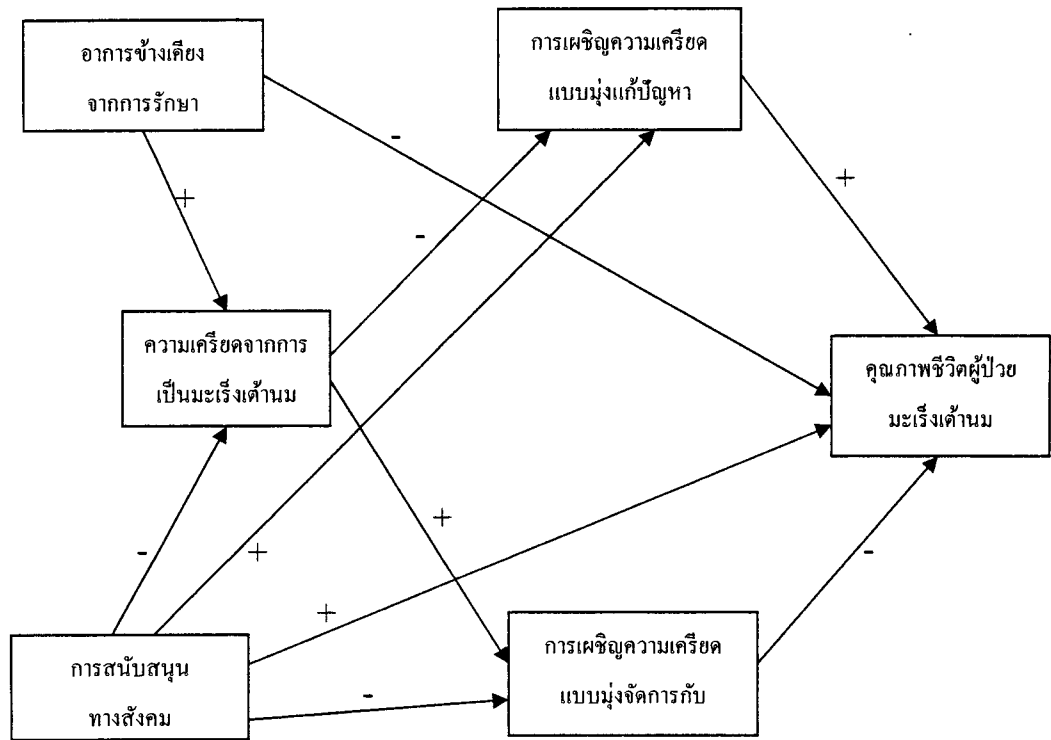 อาการข้างเคียง
จากการรักษา
การเผชิญความเครียด
แบบมุ่งแก้ปัญหา
-
+
-
+
ความเครียดจากการ
เป็นมะเร็งเต้านม
คุณภาพชีวิตผู้ป่วย
มะเร็งเต้านม
-
+
+
+
-
การสนับสนุน
ทางสังคม
-
การเผชิญความเครียด
แบบมุ่งจัดการกับ